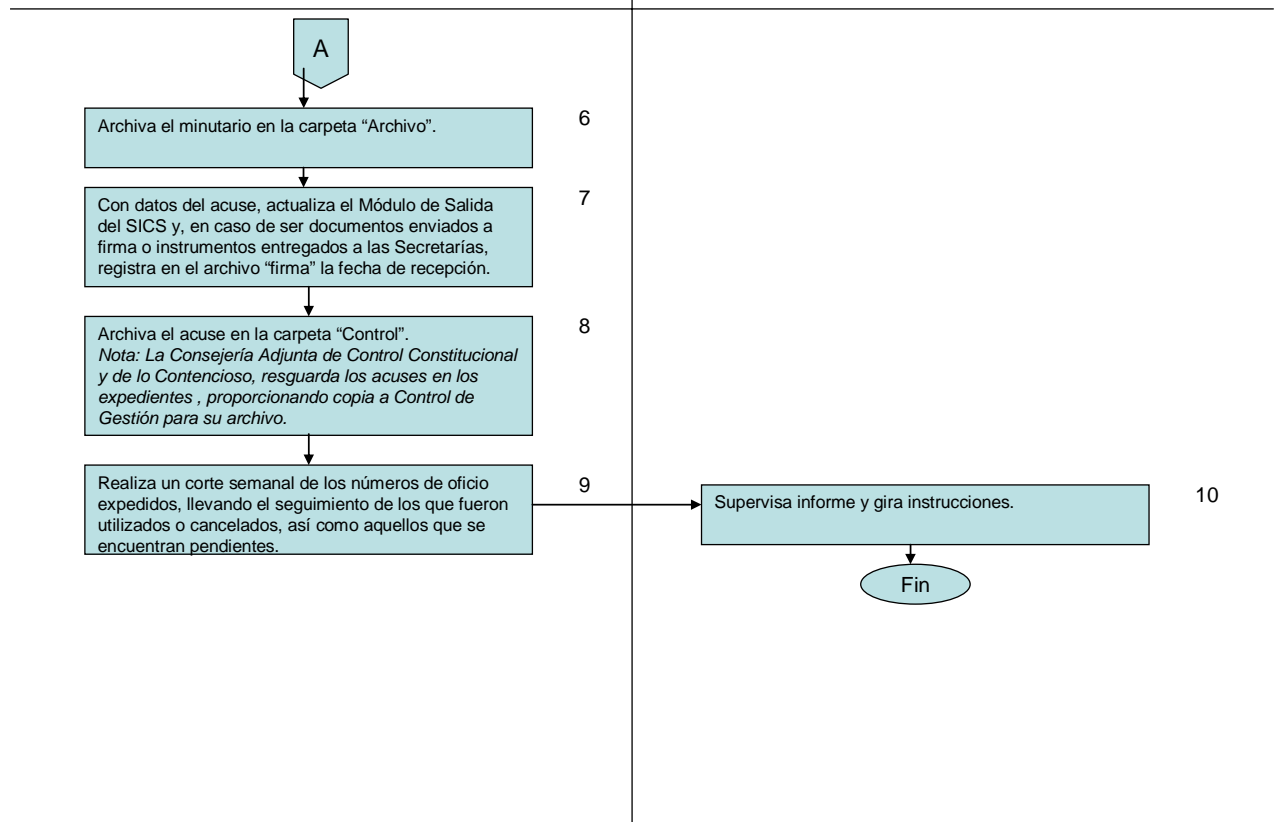 A
Archiva el minutario en la carpeta “Archivo”.
6
Con datos del acuse, actualiza el Módulo de Salida
del SICS y, en caso de ser documentos enviados a
firma o instrumentos entregados a las Secretarías,
registra en el archivo “firma” la fecha de recepción.
7
Archiva el acuse en la carpeta “Control”.
Nota: La Consejería Adjunta de Control Constitucional
y de lo Contencioso, resguarda los acuses en los
expedientes , proporcionando copia a Control de
Gestión para su archivo.
8
Realiza un corte semanal de los números de oficio
expedidos, llevando el seguimiento de los que fueron
utilizados o cancelados, así como aquellos que se
encuentran pendientes.
9
Supervisa informe y gira instrucciones.
10
Fin